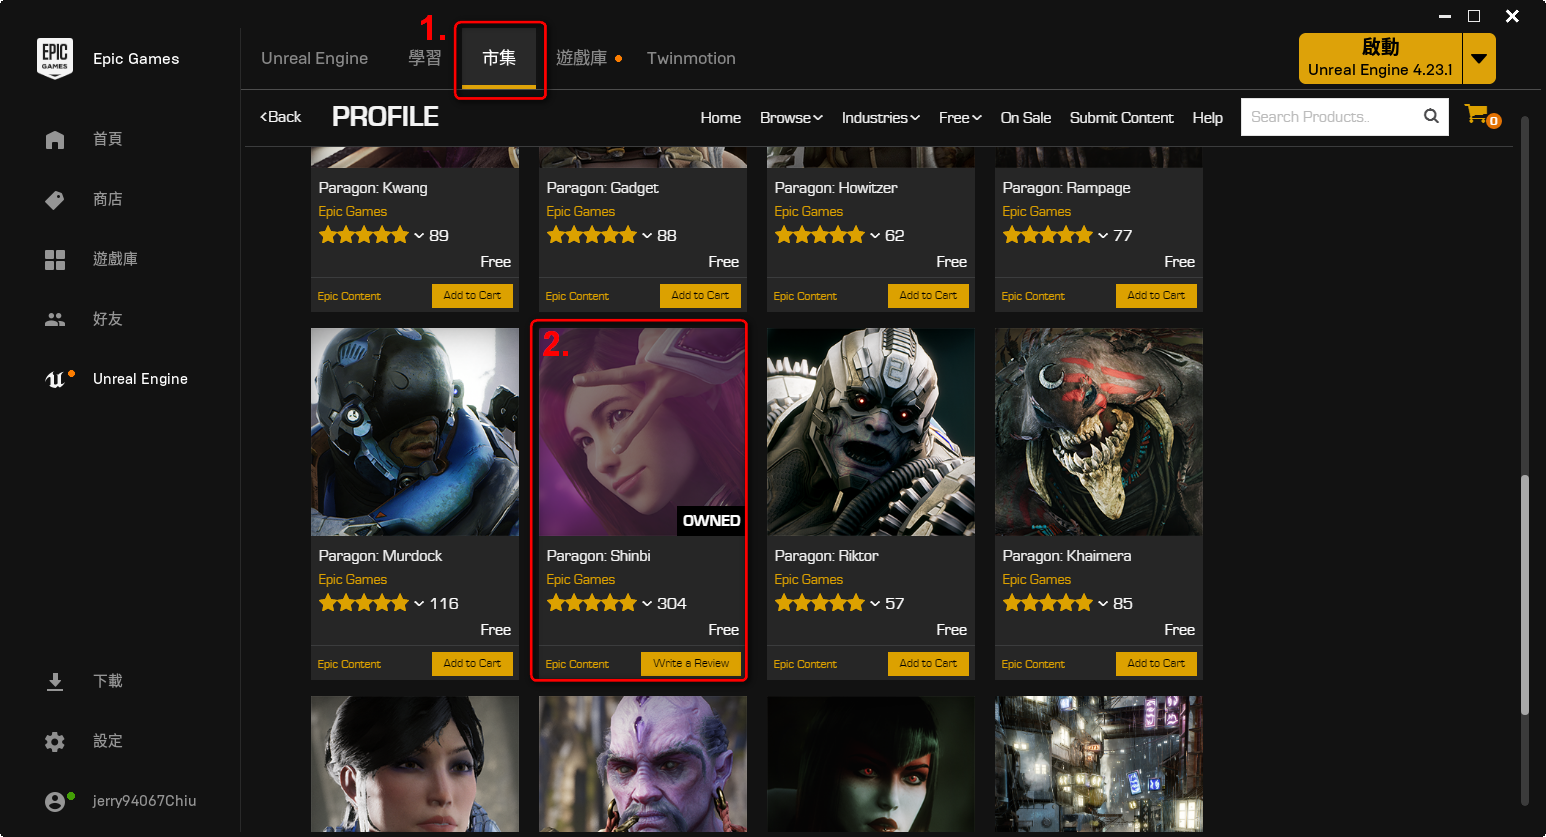 1.
EPIC
GAMES
Epic Games
Unreal Engine
學習
市集
遊戲庫
Twinmotion
啟動
Unreal Engine 4.23.1
Back
PROFILE
Home
Browse
Industries
Free
On Sale
Submit Content
Help
Search Products..
0
首頁
商店
遊戲庫
好友
Unreal Engine
下載
設定
jerry94067Chiu
Paragon: Kwang
Epic Games
89
Free
Epic Content
Add to Cart
Paragon: Gadget
Epic Games
88
Free
Epic Content
Add to Cart
Paragon: Howitzer
Epic Games
62
Free
Epic Content
Add to Cart
Paragon: Rampage
Epic Games
77
Free
Epic Content
Add to Cart
Paragon: Murdock
Epic Games
116
Free
Epic Content
Add to Cart
2.
OWNED
Paragon: Shinbi
Epic Games
304
Free
Epic Content
Write a Review
Paragon: Riktor
Epic Games
57
Free
Epic Content
Add to Cart
Paragon: Khaimera
Epic Games
85
Free
Epic Content
Add to Cart